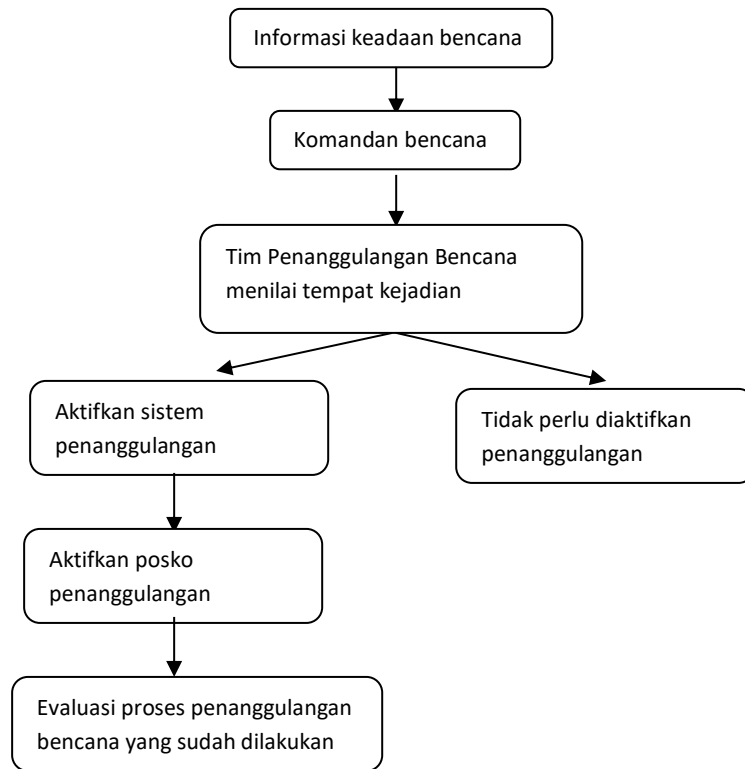 Informasi keadaan bencana
Komandan bencana
Tim Penanggulangan Bencana
menilai tempat kejadian
Aktifkan sistem
penanggulangan
Tidak perlu diaktifkan
penanggulangan
Aktifkan posko
penanggulangan
Evaluasi proses penanggulangan
bencana yang sudah dilakukan